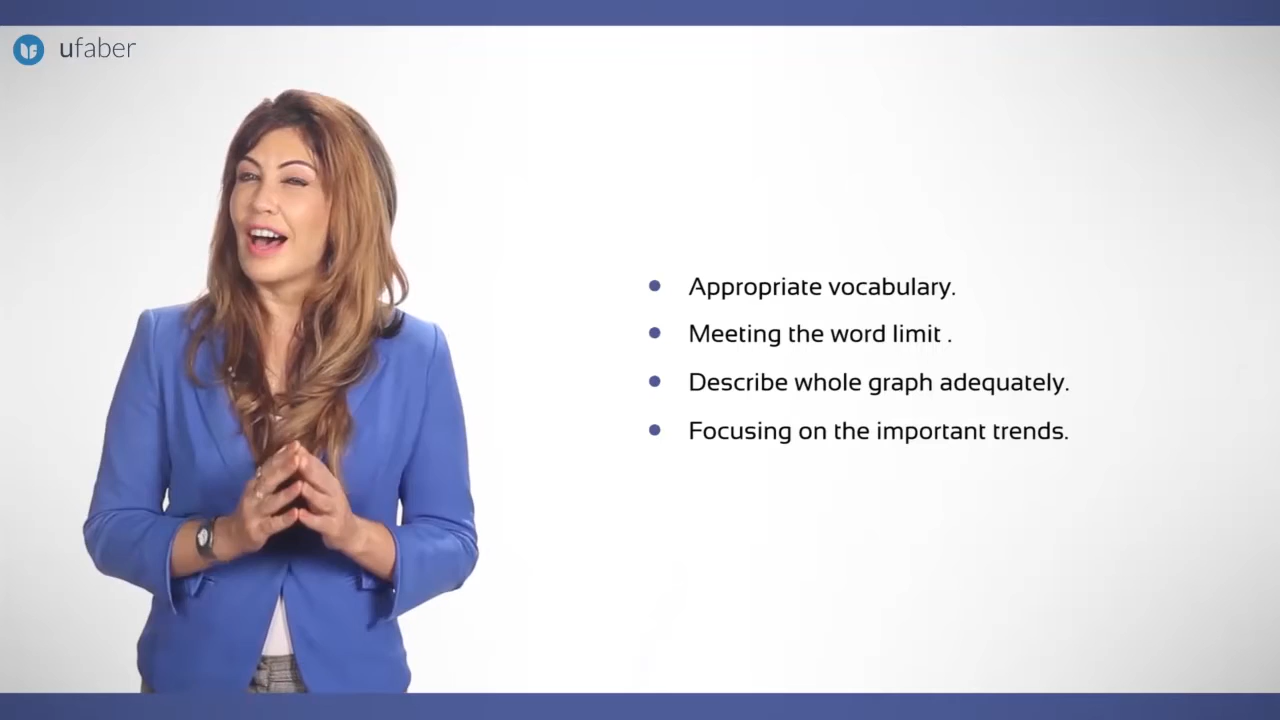 ufaber
Appropriate vocabulary.
Meeting the word limit .
Describe whole graph adequately.
Focusing on the important trends.